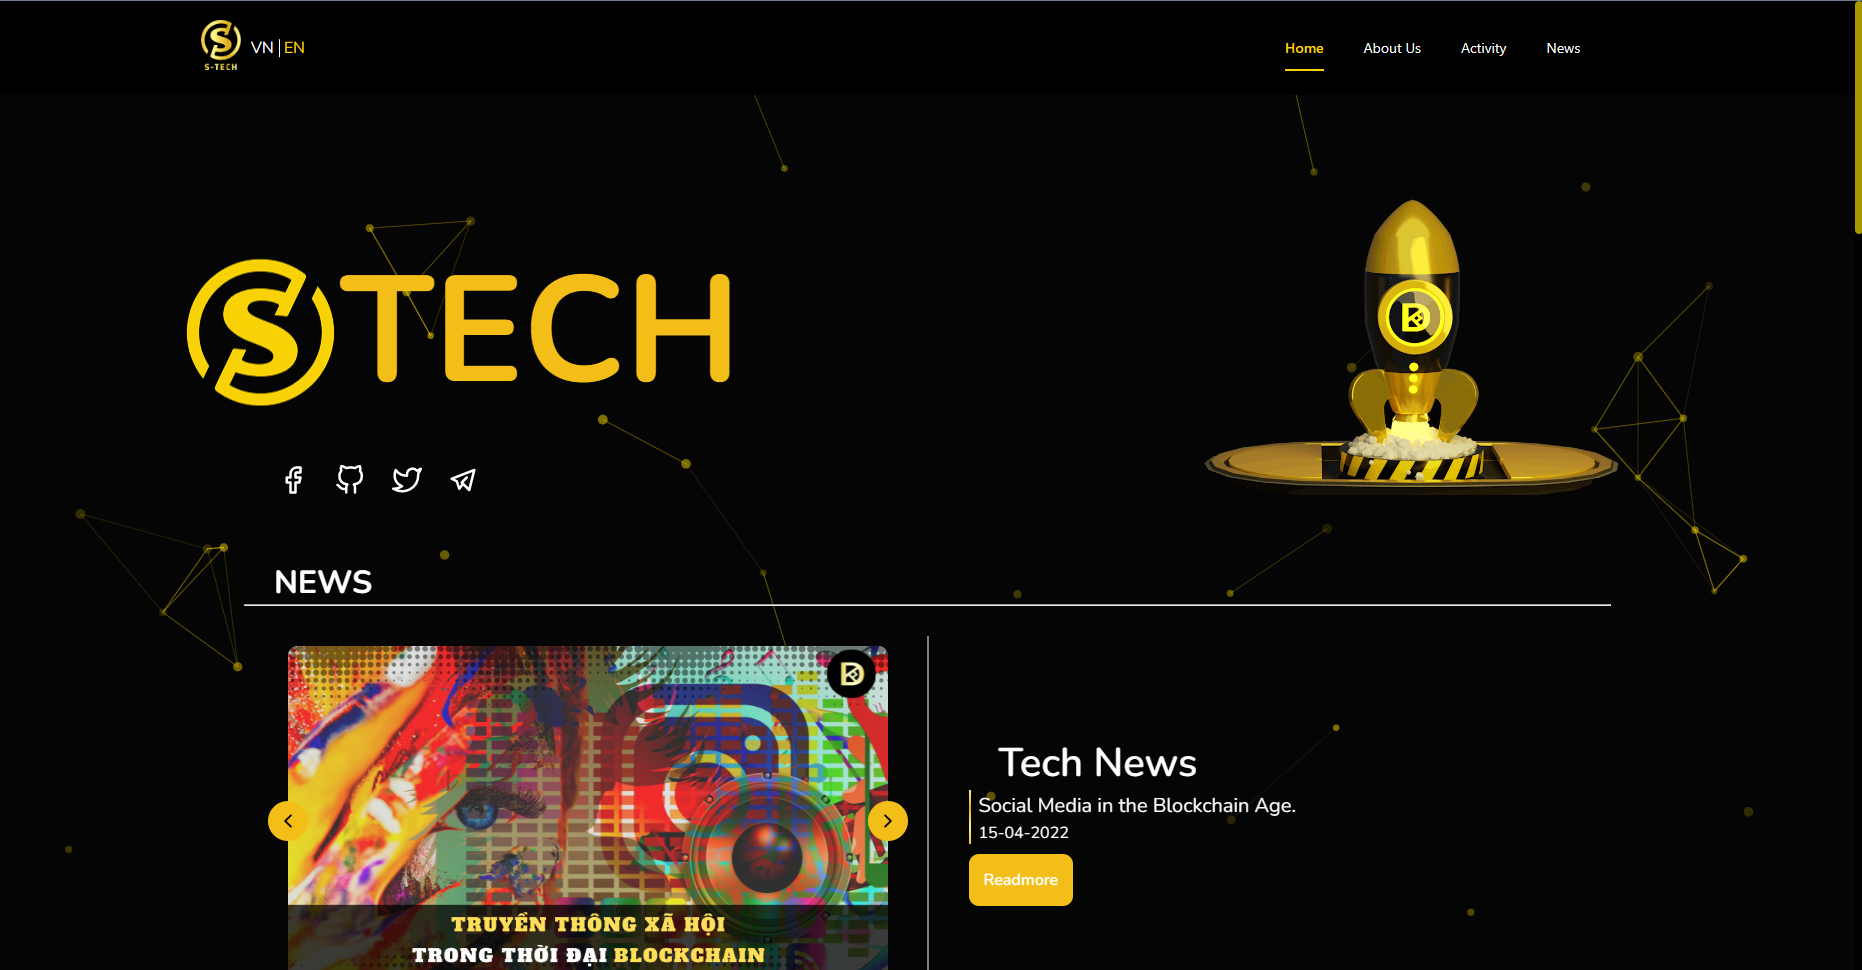 S-TECH
VN | EN
Home
About Us
Activity
News
STECH
NEWS
TRUYỀN THÔNG XÃ HỘI
TRONG THỜI ĐẠI BLOCKCHAIN
Tech News
Social Media in the Blockchain Age.
15-04-2022
Readmore